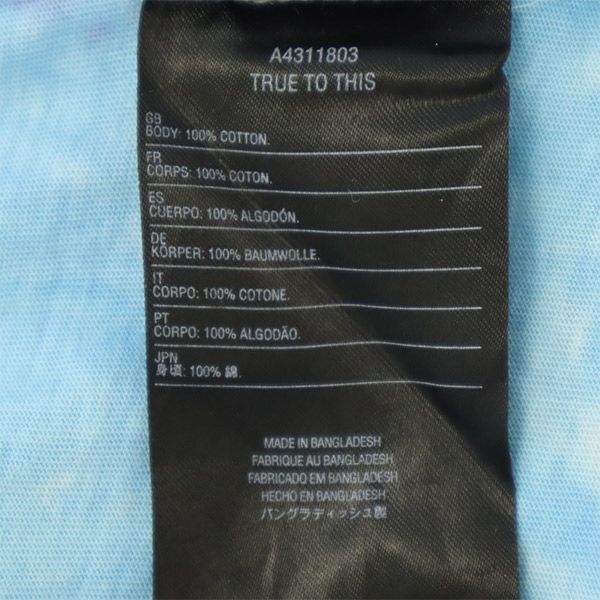 A4311803
TRUE TO THIS
GB
BODY: 100% COTTON.
FR
CORPS: 100% COTON.
ES
CUERPO: 100% ALGODÓN.
DE
KÖRPER: 100% BAUMWOLLE.
IT
CORPO: 100% COTONE.
PT
CORPO: 100% ALGODÃO.
JPN
身頃: 100% 綿.
MADE IN BANGLADESH
FABRIQUE AU BANGLADESH
FABRICADO EM BANGLADESH
HECHO EN BANGLADESH
バングラディッシュ製